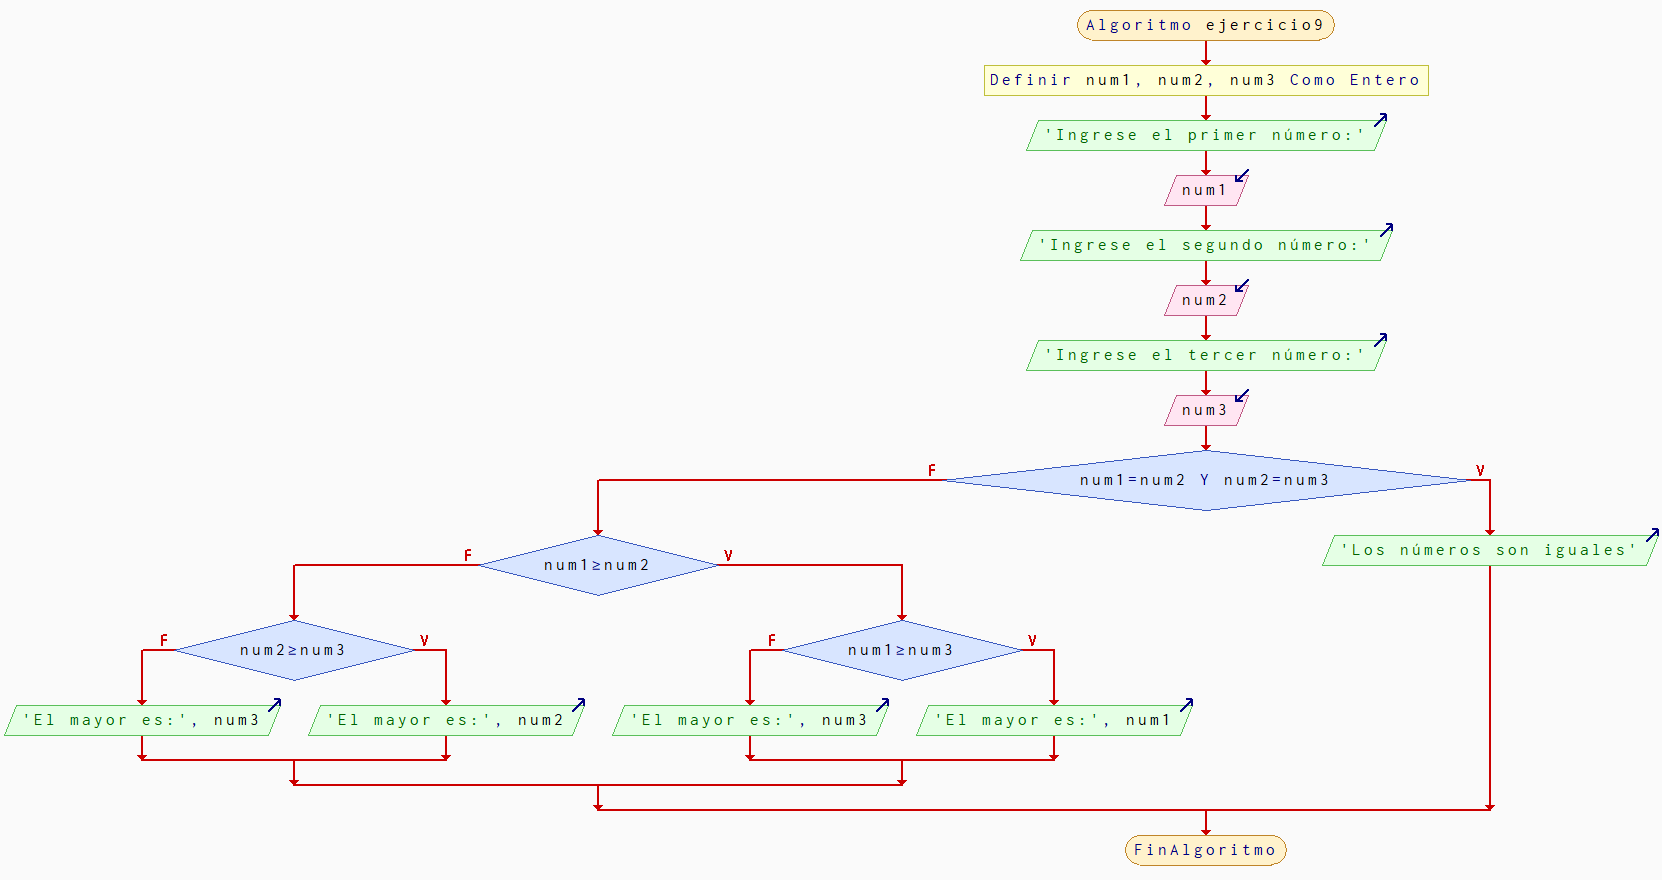 Algoritmo ejercicio9
Definir num1, num2, num3 Como Entero
'Ingrese el primer número:'
num1
'Ingrese el segundo número:'
num2
'Ingrese el tercer número:'
num3
F
num1=num2 Y num2=num3
V
'Los números son iguales'
F
num1≥num2
V
F
num2≥num3
V
F
num1≥num3
V
'El mayor es:', num3
'El mayor es:', num2
'El mayor es:', num3
'El mayor es:', num1
FinAlgoritmo